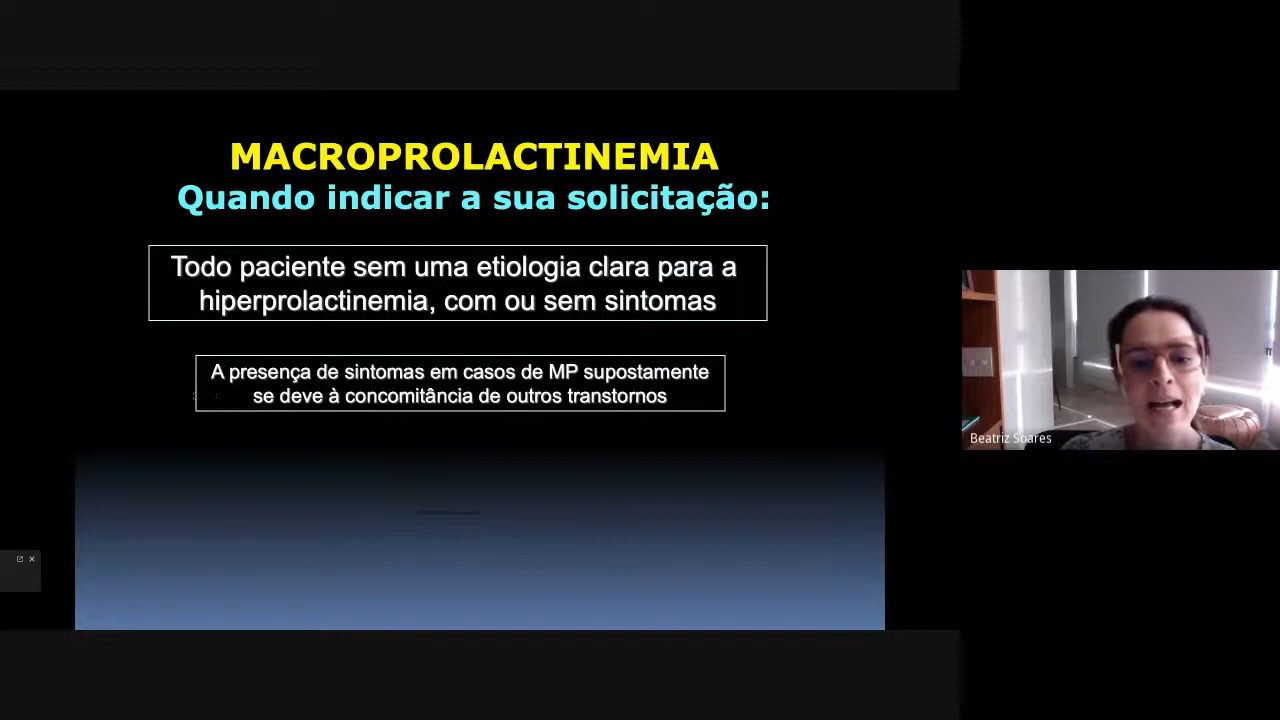 MACROPROLACTINEMIA
Quando indicar a sua solicitação:
Todo paciente sem uma etiologia clara para a
hiperprolactinemia, com ou sem sintomas
A presença de sintomas em casos de MP supostamente
se deve à concomitância de outros transtornos
Beatriz Soares